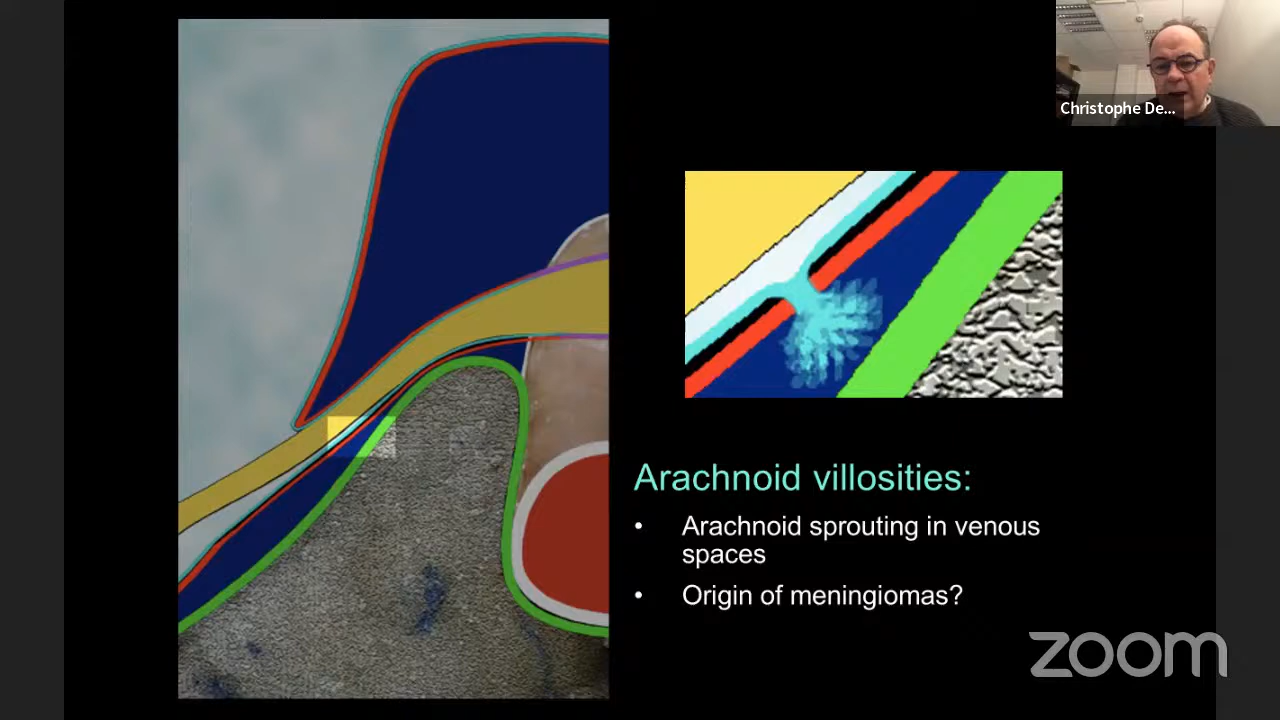 Christophe De...
Arachnoid villosities:
• Arachnoid sprouting in venous
spaces
• Origin of meningiomas?
zoom